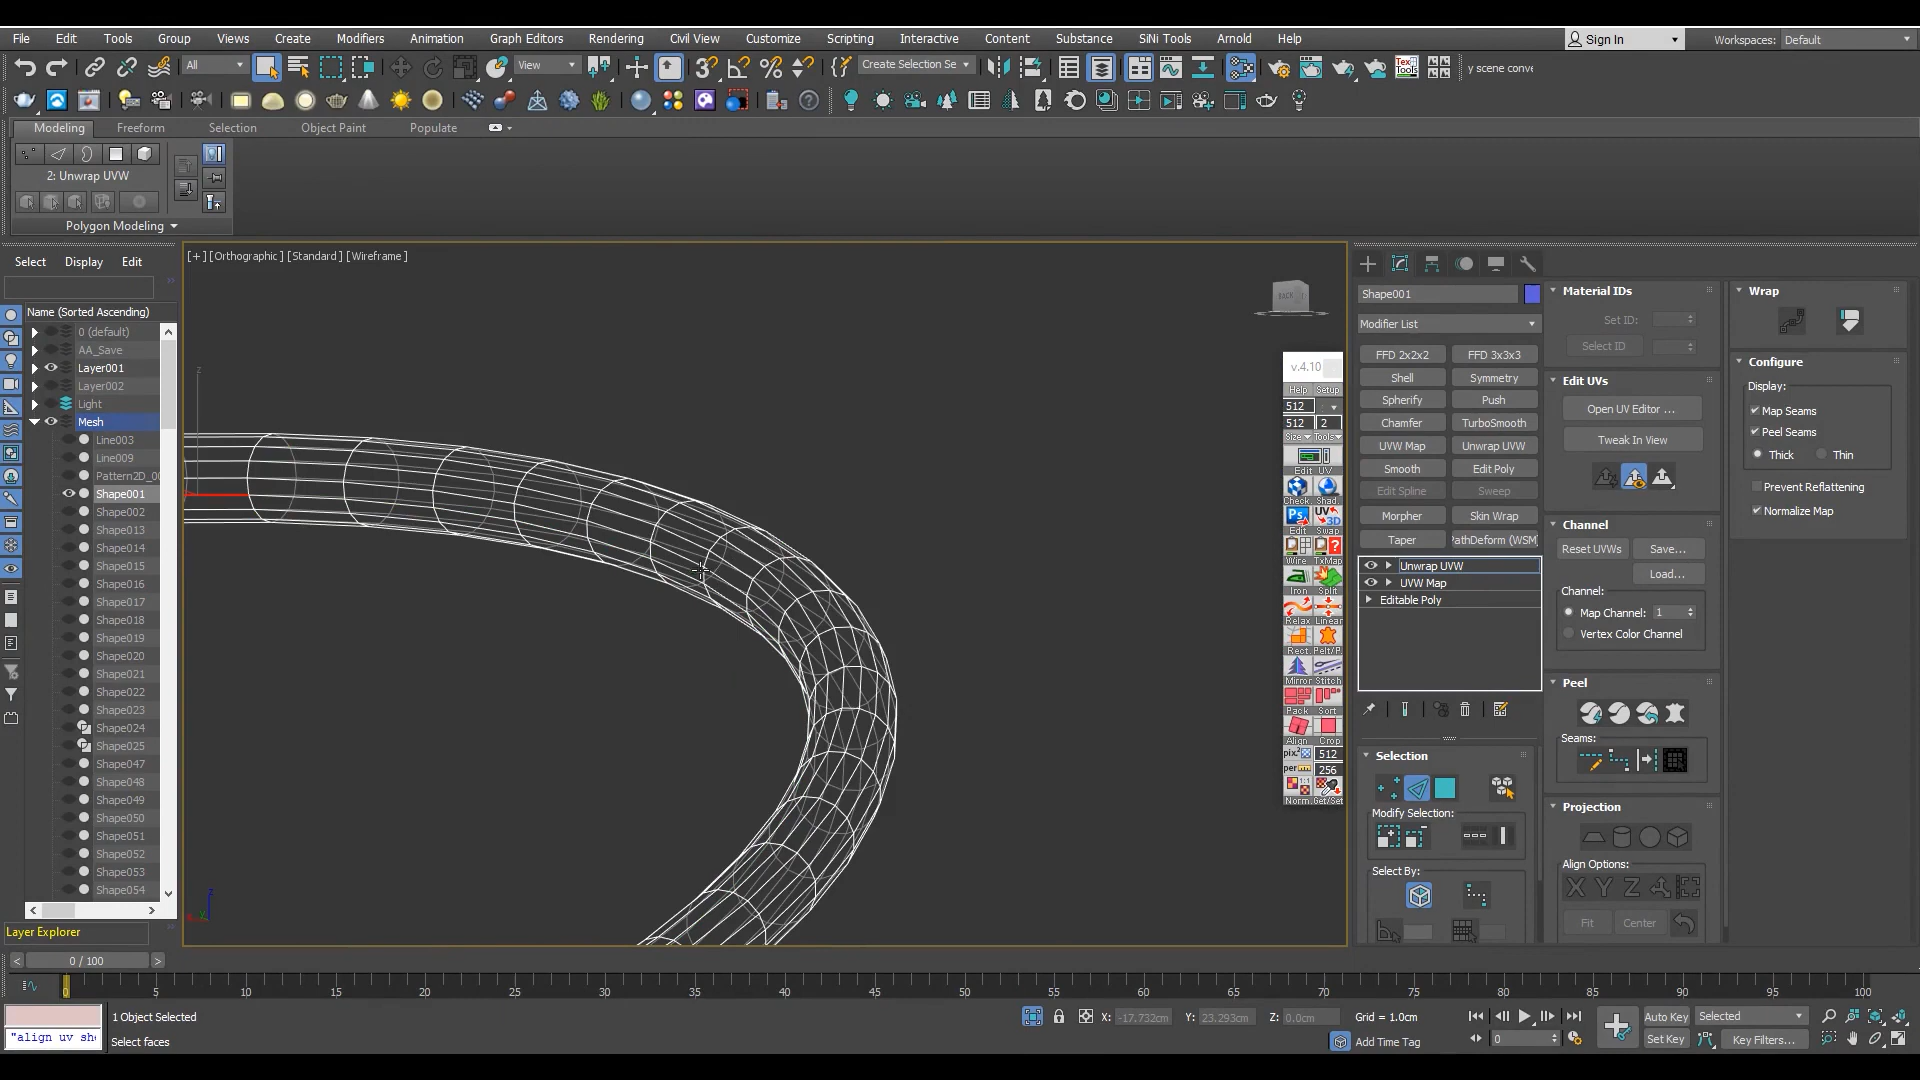 File Edit Tools Group Views Create Modifiers Animation Graph Editors Rendering Civil View Customize Scripting Interactive Content Substance SiNi Tools Arnold Help Sign In Workspaces: Default
All View Create Selection Se y scene conve
Modeling Freeform Selection Object Paint Populate
2: Unwrap UVW
Polygon Modeling
Select Display Edit
Name (Sorted Ascending)
0 (default)
AA_Save
Layer001
Layer002
Light
Mesh
Line003
Line009
Pattern2D_00
Shape001
Shape002
Shape013
Shape014
Shape015
Shape016
Shape017
Shape018
Shape019
Shape020
Shape021
Shape022
Shape023
Shape024
Shape025
Shape047
Shape048
Shape049
Shape050
Shape051
Shape052
Shape053
Shape054
Layer Explorer
[+] [Orthographic] [Standard] [Wireframe]
BACK
z
z
y
v.4.10
Help Setup
512
512 2
Size Tools
Edit UV
Check. Shad.
Edit Swap
Wire TxMap
Iron Split
Relax Linear
Rect. Pelt/P.
Mirror Stitch
Pack Sort
Align Crop
pix² 512
per 256
1:1
Norm. Get/Set
Shape001
Modifier List
FFD 2x2x2 FFD 3x3x3
Shell Symmetry
Spherify Push
Chamfer TurboSmooth
UVW Map Unwrap UVW
Smooth Edit Poly
Edit Spline Sweep
Morpher Skin Wrap
Taper PathDeform (WSM)
Unwrap UVW
UVW Map
Editable Poly
Selection
Modify Selection:
Select By:
Material IDs
Set ID:
Select ID
Edit UVs
Open UV Editor ...
Tweak In View
Channel
Reset UVWs Save...
Load...
Channel:
Map Channel: 1
Vertex Color Channel
Peel
Seams:
Projection
Align Options:
X Y Z
Fit Center
Wrap
Configure
Display:
Map Seams
Peel Seams
Thick Thin
Prevent Reflattening
Normalize Map
< 0 / 100 >
0 5 10 15 20 25 30 35 40 45 50 55 60 65 70 75 80 85 90 95 100
"align uv she
1 Object Selected
Select faces
X: -17.732cm Y: 23.293cm Z: 0.0cm Grid = 1.0cm
Add Time Tag
0
Auto Key Selected
Set Key Key Filters...